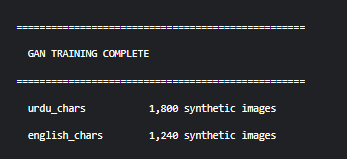 ==================================================
GAN TRAINING COMPLETE
==================================================
urdu_chars 1,800 synthetic images
english_chars 1,240 synthetic images